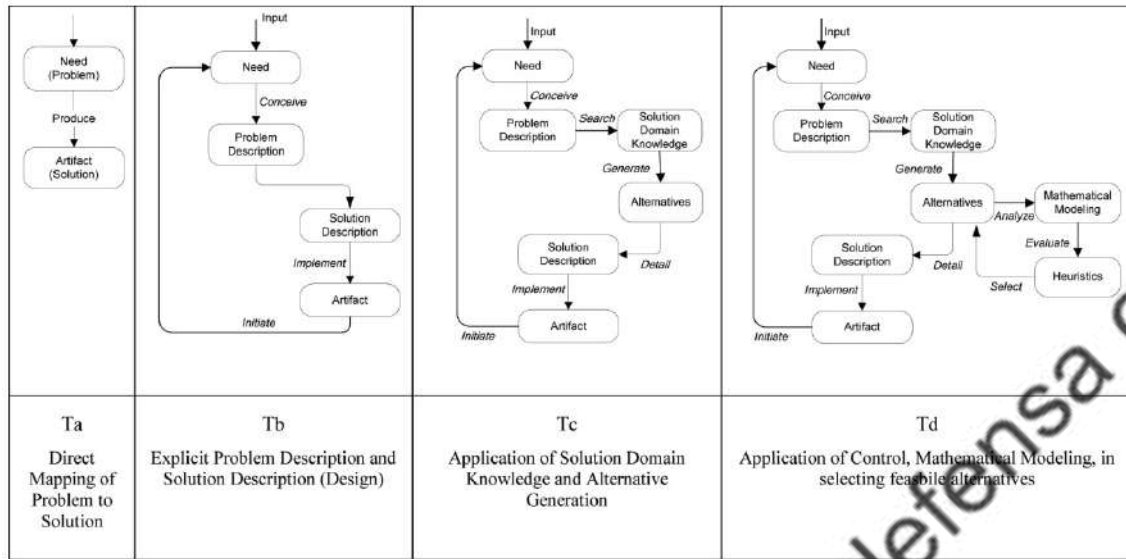 Need
(Problem)
Produce
Artifact
(Solution)
Input
Need
Conceive
Problem
Description
Solution
Description
Implement
Artifact
Initiate
Input
Need
Conceive
Problem
Description
Search
Solution
Domain
Knowledge
Generate
Alternatives
Solution
Description
Detail
Implement
Artifact
Initiate
Input
Need
Conceive
Problem
Description
Search
Solution
Domain
Knowledge
Generate
Alternatives
Analyze
Mathematical
Modeling
Evaluate
Heuristics
Select
Solution
Description
Detail
Implement
Artifact
Initiate
Ta
Direct
Mapping of
Problem to
Solution
Tb
Explicit Problem Description and
Solution Description (Design)
Tc
Application of Solution Domain
Knowledge and Alternative
Generation
Td
Application of Control, Mathematical Modeling, in
selecting feasbile alternatives
defensa